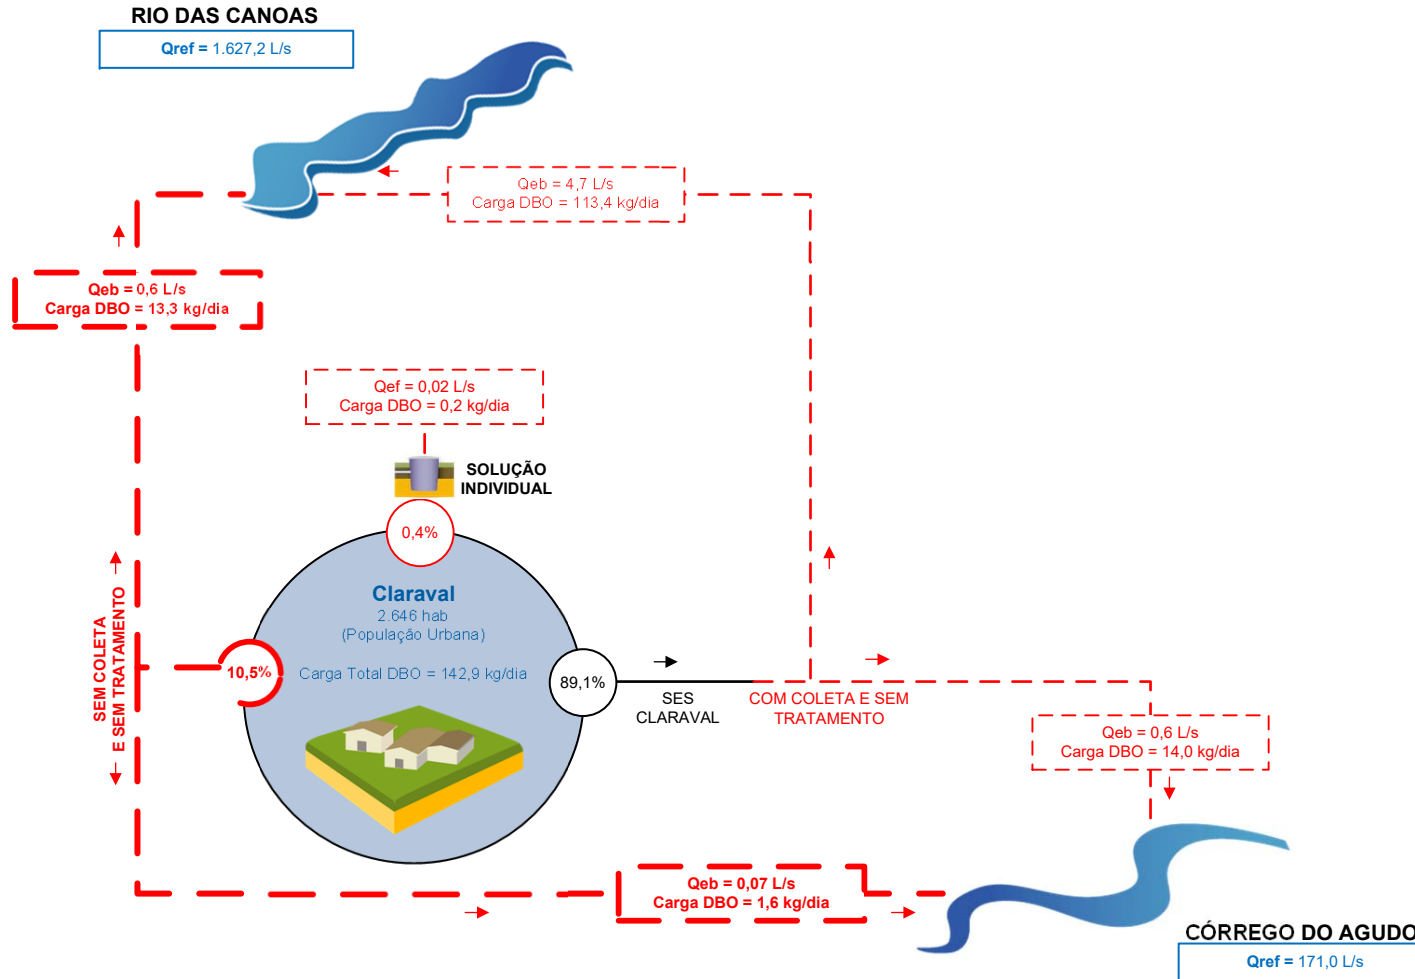 RIO DAS CANOAS
Qref = 1.627,2 L/s
Qeb = 4,7 L/s
Carga DBO = 113,4 kg/dia
Qeb = 0,6 L/s
Carga DBO = 13,3 kg/dia
Qef = 0,02 L/s
Carga DBO = 0,2 kg/dia
SOLUÇÃO
INDIVIDUAL
0,4%
Claraval
2.646 hab
(População Urbana)
Carga Total DBO = 142,9 kg/dia
10,5%
89,1%
SEM COLETA
E SEM TRATAMENTO
SES
CLARAVAL
COM COLETA E SEM
TRATAMENTO
Qeb = 0,6 L/s
Carga DBO = 14,0 kg/dia
Qeb = 0,07 L/s
Carga DBO = 1,6 kg/dia
CÓRREGO DO AGUDO
Qref = 171,0 L/s